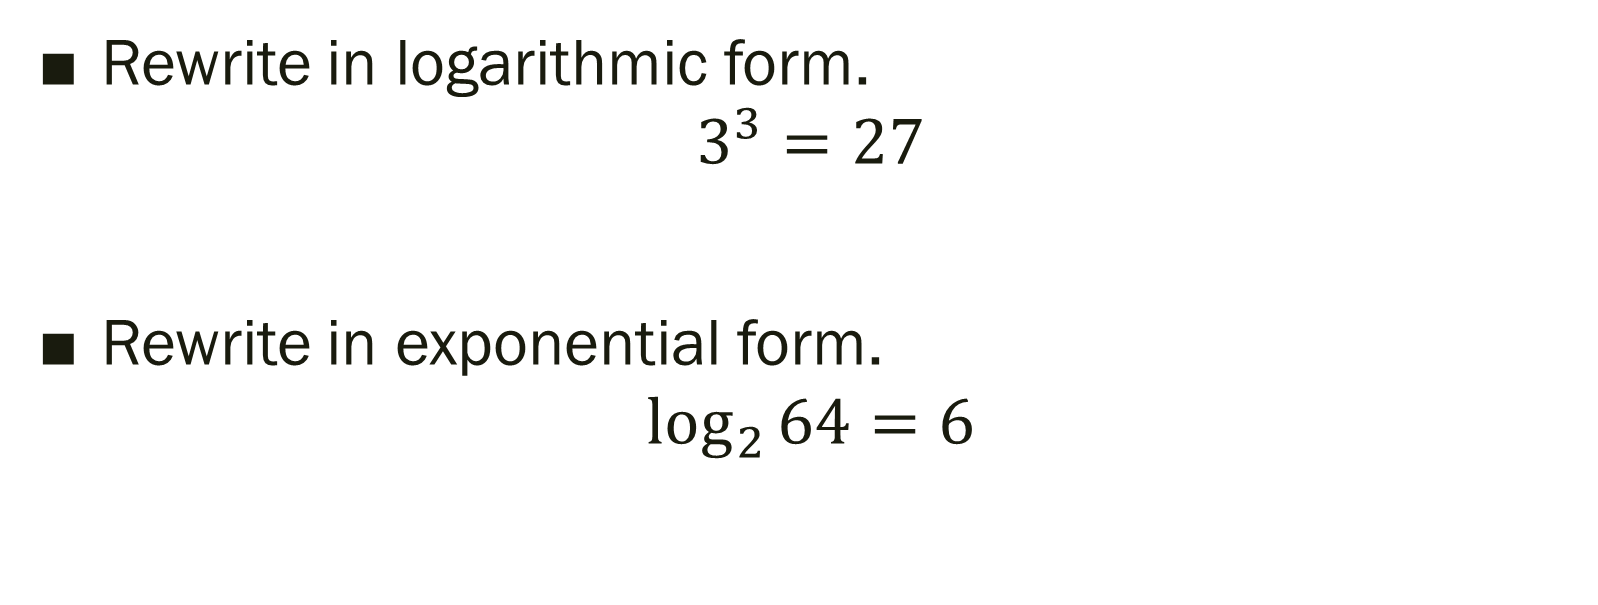 ■ Rewrite in logarithmic form.
3³ = 27
■ Rewrite in exponential form.
log₂ 64 = 6